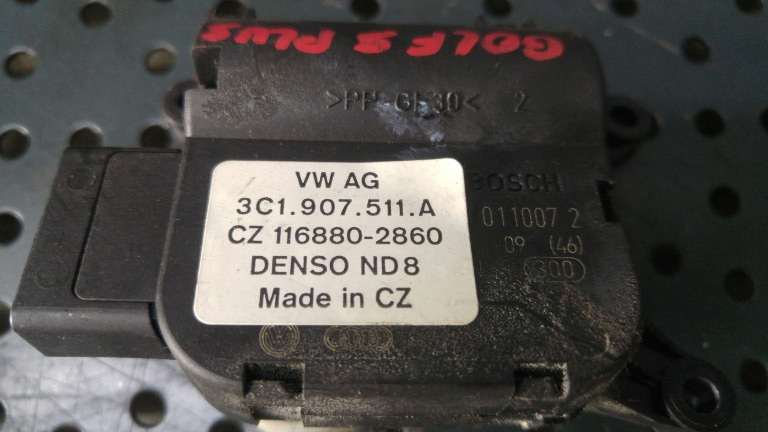 GOLF 5 PLUS
>PP-GF30< 2
VW AG
3C1.907.511.A
CZ 116880-2860
DENSO ND8
Made in CZ
BOSCH
011007 2
09 (46)
300